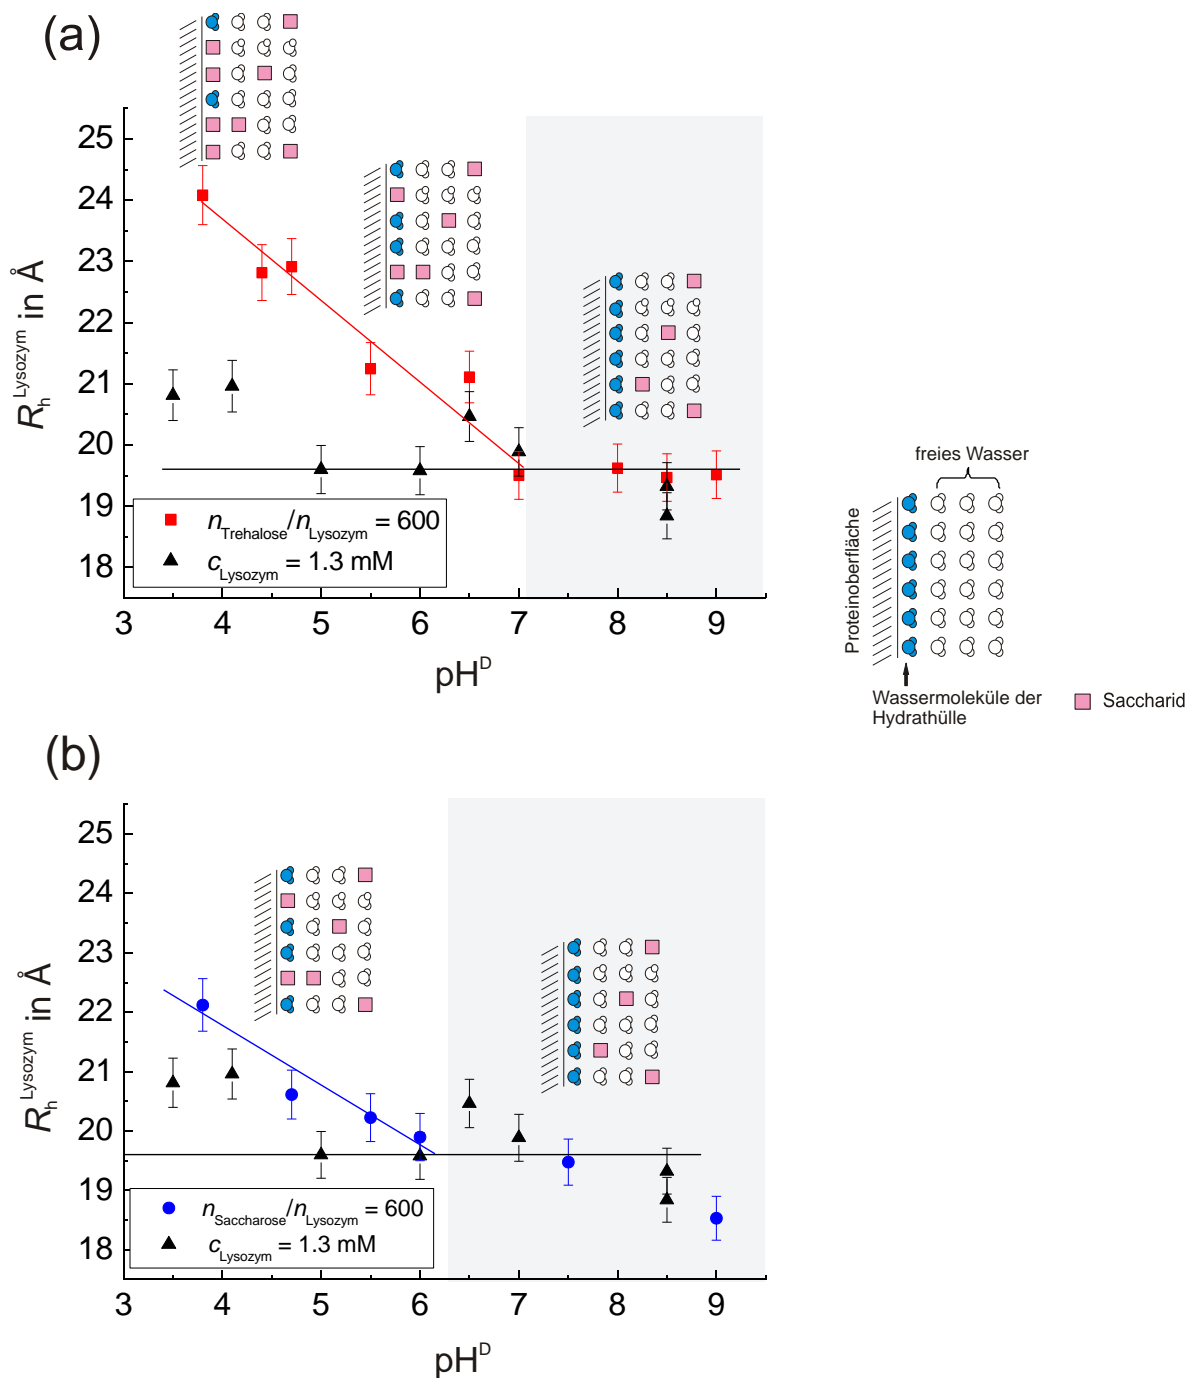 (a)
25
24
23
22
21
20
19
18
R_h^Lysozym in Å
n_Trehalose/n_Lysozym = 600
c_Lysozym = 1.3 mM
3 4 5 6 7 8 9
pH^D
freies Wasser
Proteinoberfläche
Wassermoleküle der
Hydrathülle
Saccharid
(b)
25
24
23
22
21
20
19
18
R_h^Lysozym in Å
n_Saccharose/n_Lysozym = 600
c_Lysozym = 1.3 mM
3 4 5 6 7 8 9
pH^D